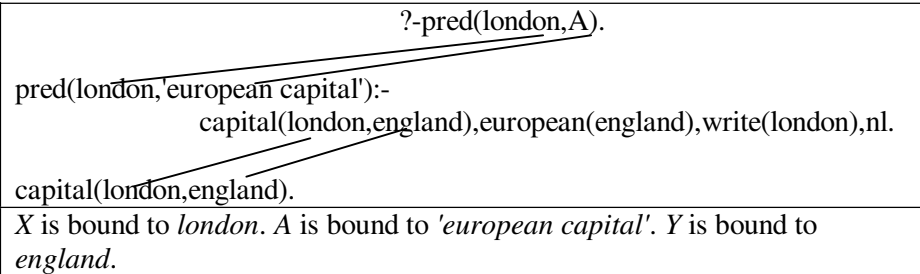 ?-pred(london,A).
pred(london,'european capital'):-
capital(london,england),european(england),write(london),nl.
capital(london,england).
X is bound to london. A is bound to 'european capital'. Y is bound to
england.